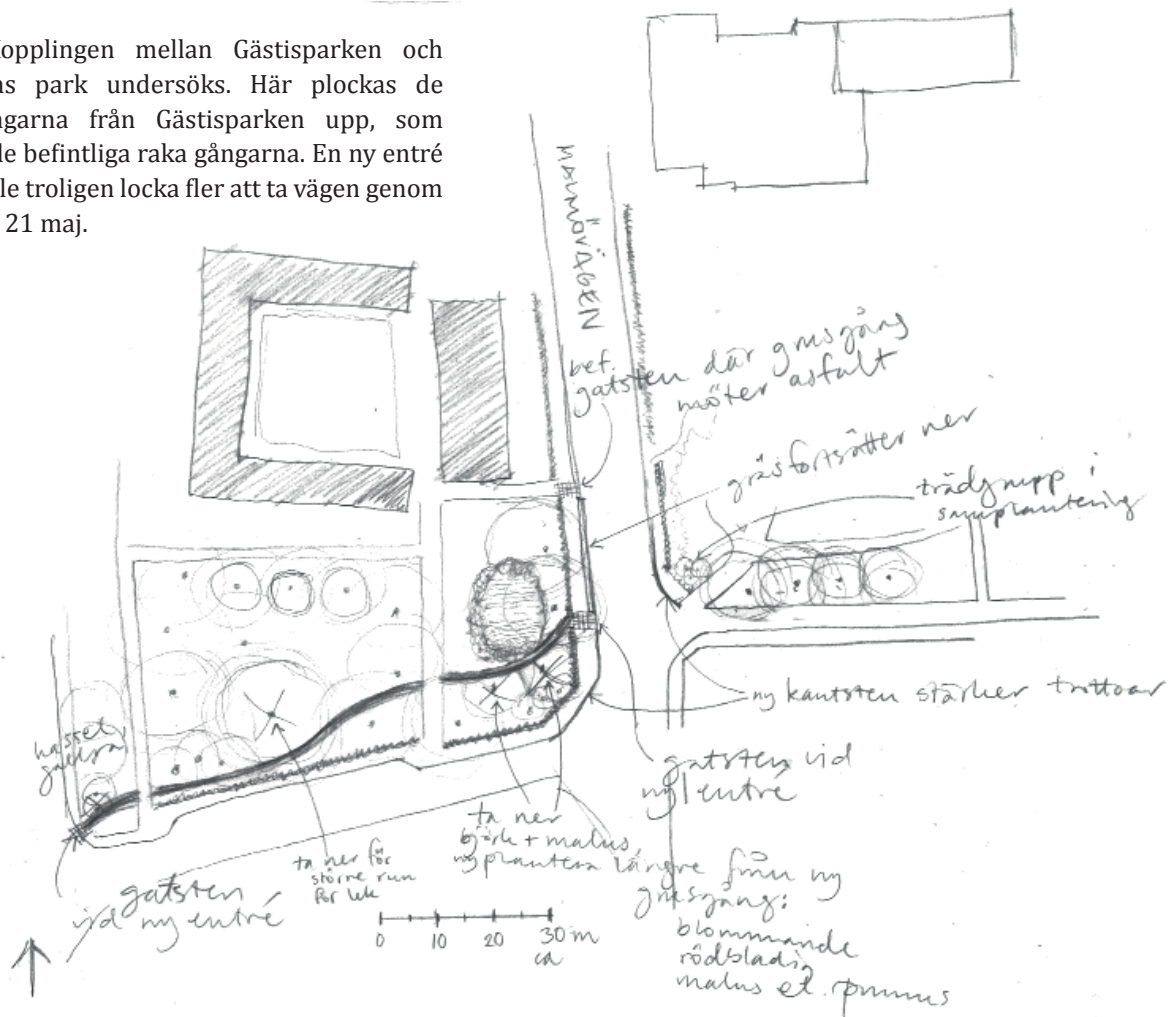 opplingen mellan Gästisparken och
ns park undersöks. Här plockas de
ngarna från Gästisparken upp, som
de befintliga raka gångarna. En ny entré
le troligen locka fler att ta vägen genom
21 maj.
MALMÖVÄGEN
bef.
gatsten där grusgång
möter asfalt
gräs fortsätter ner
trädgrupp i
samplantering
ny kantsten stärker trottoar
gatsten vid
ny entré
hassel
gallra
ta ner
björk + malus,
nyplantera längre från ny
grusgång:
blommande
rödbladig
malus el. prunus
ta ner för
större rum
för lek
gatsten
vid ny entré
0 10 20 30 m
ca